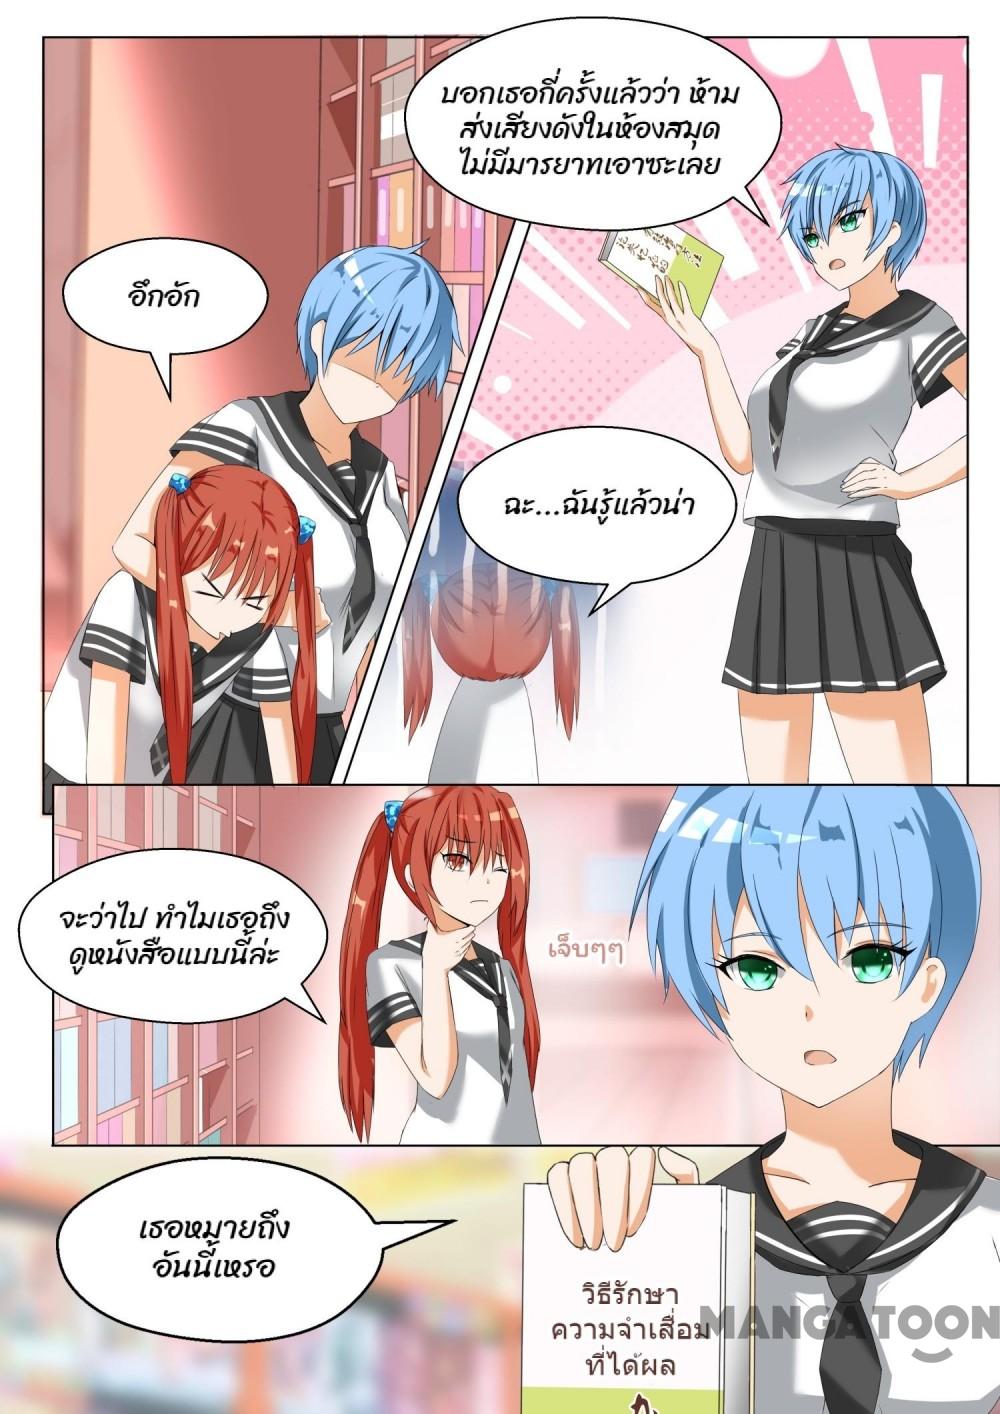 บอกเธอกี่ครั้งแล้วว่า ห้าม
ส่งเสียงดังในห้องสมุด
ไม่มีมารยาทเอาซะเลย
อึกอัก
ฉะ...ฉันรู้แล้วน่า
จะว่าไป ทำไมเธอถึง
ดูหนังสือแบบนี้ล่ะ
เจ็บๆๆ
เธอหมายถึง
อันนี้เหรอ
วิธีรักษา
ความจำเสื่อม
ที่ได้ผล
MANGATOON